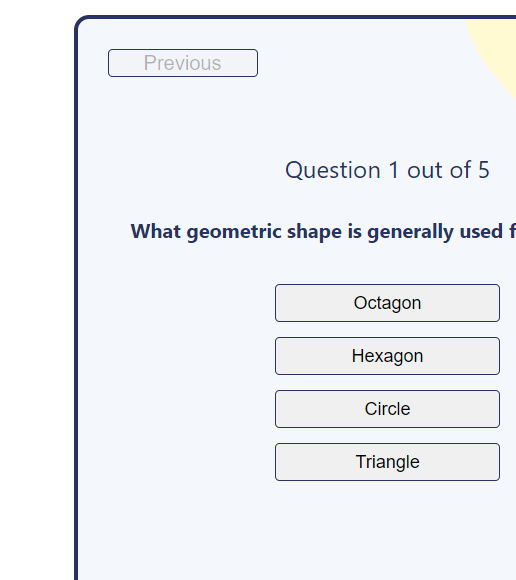 Previous
Question 1 out of 5
What geometric shape is generally used f
Octagon
Hexagon
Circle
Triangle